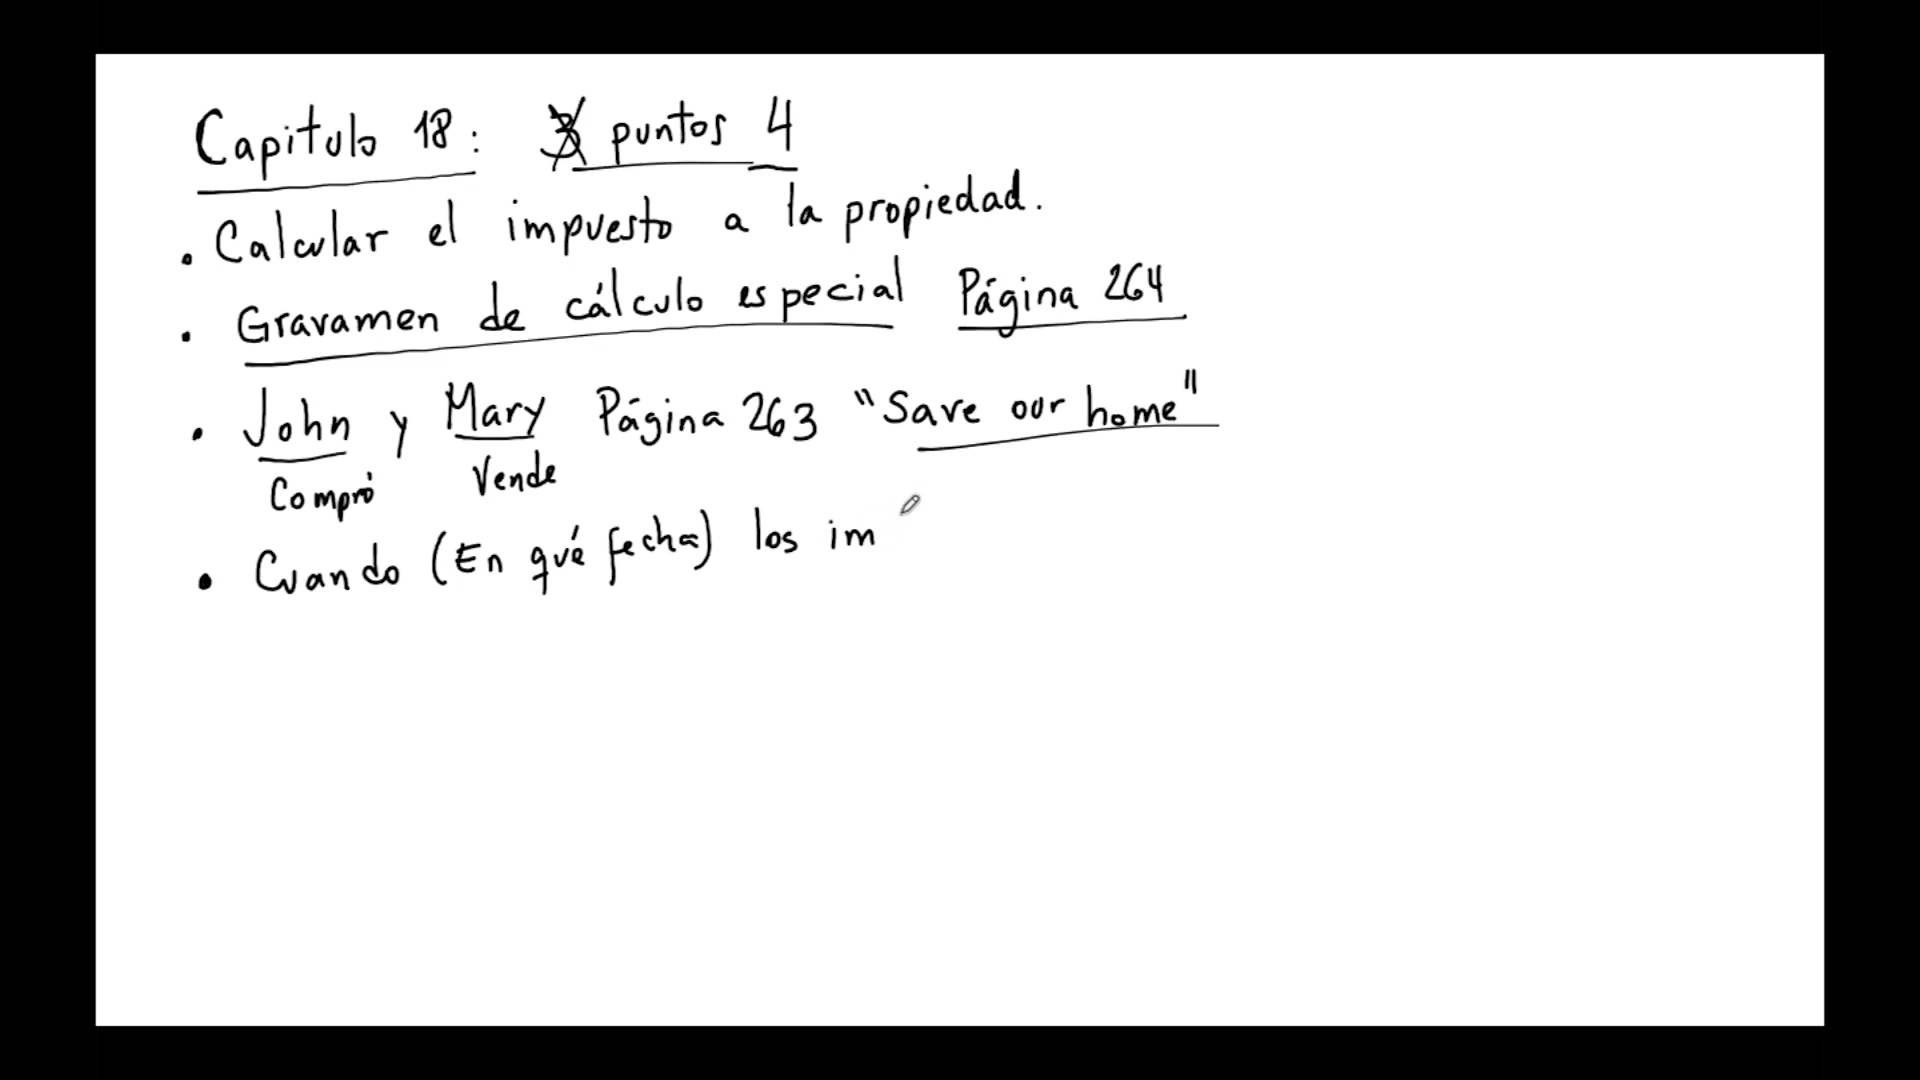 Capitulo 18: 3 puntos 4
• Calcular el impuesto a la propiedad.
• Gravamen de cálculo especial Página 264
• John y Mary Página 263 "Save our home"
Compró Vende
• Cuando (En qué fecha) los im